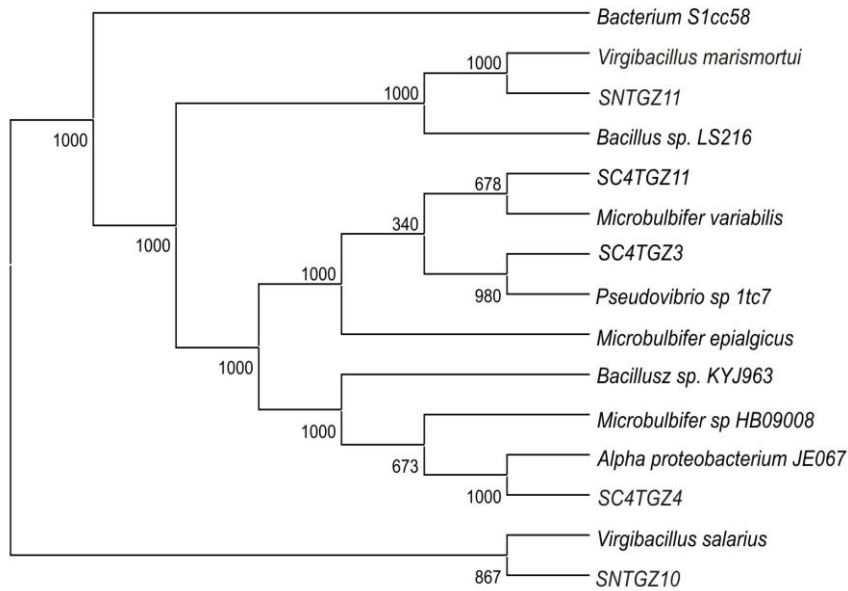 Bacterium S1cc58
1000
Virgibacillus marismortui
1000
SNTGZ11
1000
Bacillus sp. LS216
678
SC4TGZ11
Microbulbifer variabilis
340
1000
SC4TGZ3
980
Pseudovibrio sp 1tc7
1000
Microbulbifer epialgicus
1000
Bacillusz sp. KYJ963
1000
Microbulbifer sp HB09008
673
Alpha proteobacterium JE067
1000
SC4TGZ4
Virgibacillus salarius
867
SNTGZ10